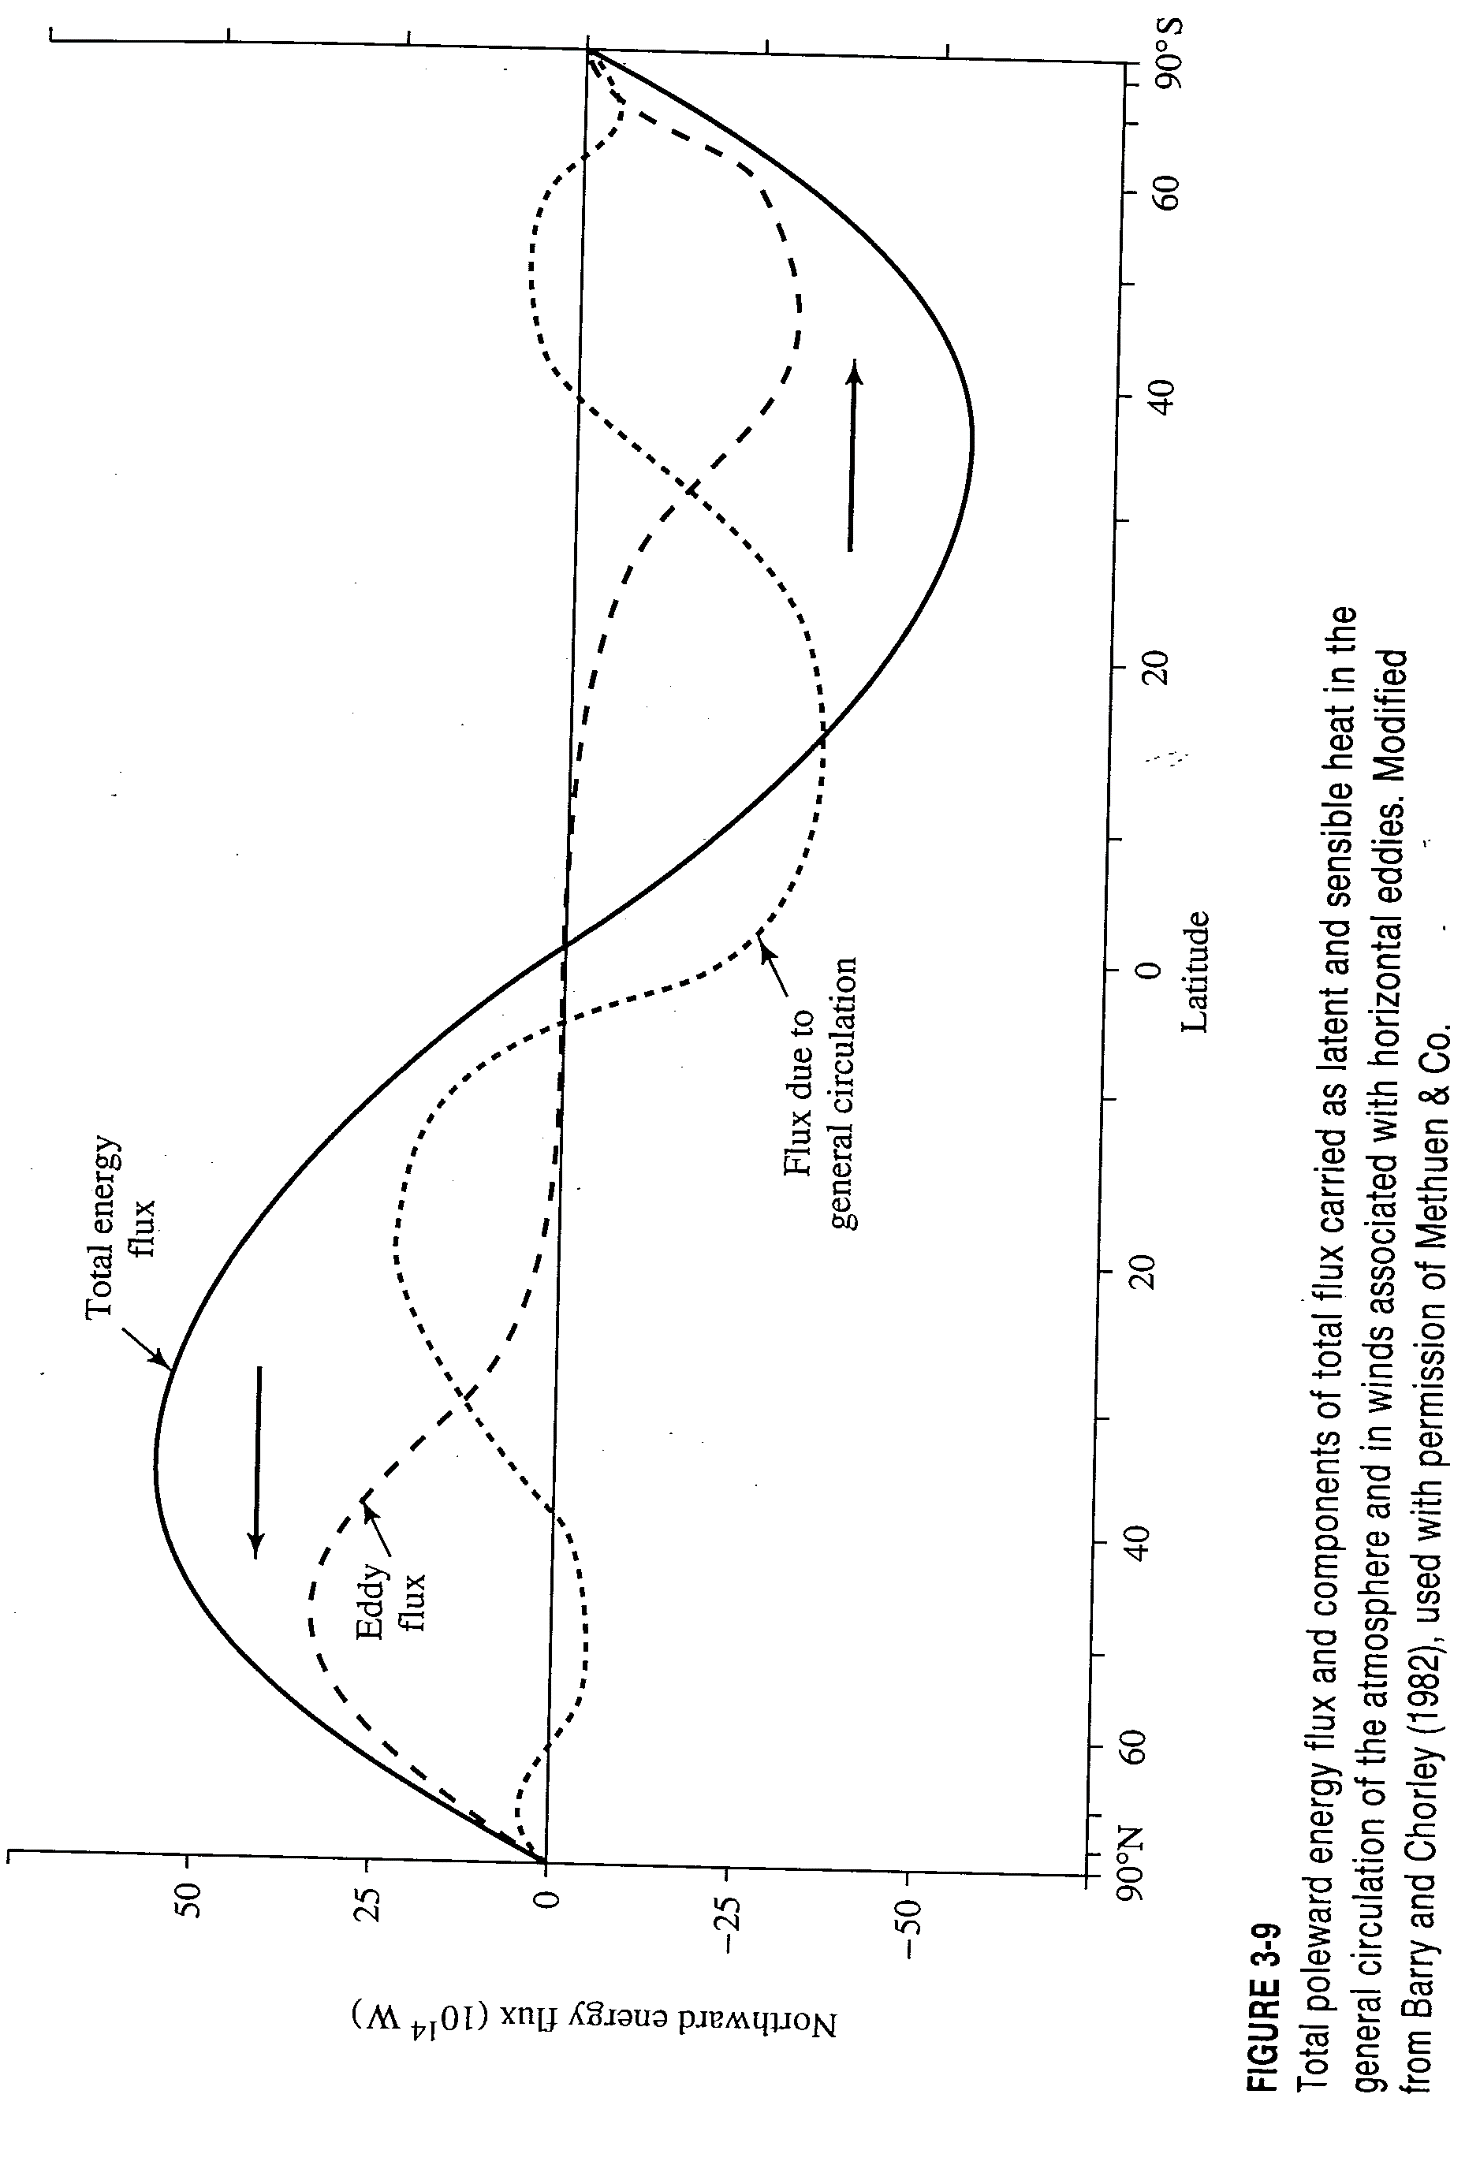 Northward energy flux (10¹⁴ W)
50
25
0
−25
−50
Total energy
flux
Eddy
flux
Flux due to
general circulation
90°N
60
40
20
0
20
40
60
90°S
Latitude
FIGURE 3-9
Total poleward energy flux and components of total flux carried as latent and sensible heat in the
general circulation of the atmosphere and in winds associated with horizontal eddies. Modified
from Barry and Chorley (1982), used with permission of Methuen & Co.